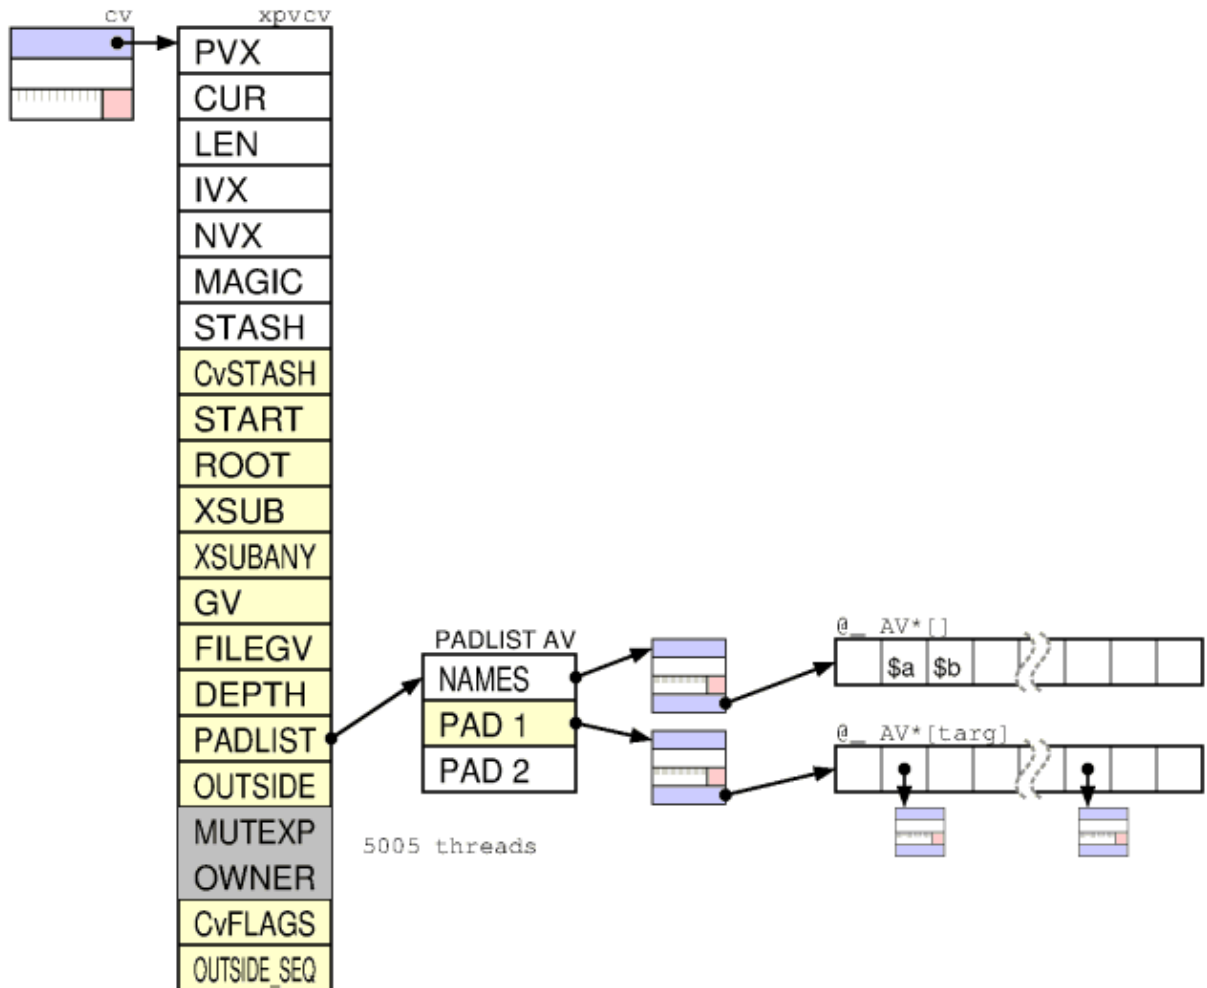 cv
xpvcv
PVX
CUR
LEN
IVX
NVX
MAGIC
STASH
CvSTASH
START
ROOT
XSUB
XSUBANY
GV
FILEGV
DEPTH
PADLIST
OUTSIDE
MUTEXP
OWNER
CvFLAGS
OUTSIDE_SEQ
PADLIST AV
NAMES
PAD 1
PAD 2
5005 threads
@_ AV*[]
$a $b
@_ AV*[targ]